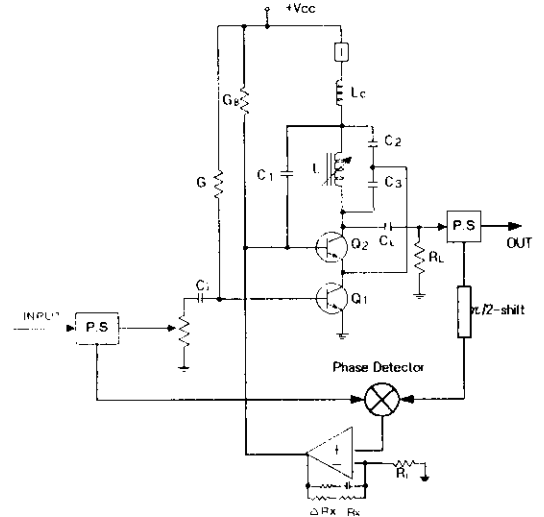 +Vcc
I
Lc
GB
C2
C1
L
C3
G
Q2
CL
P.S
OUT
RL
Ci
Q1
π/2-shift
INPUT
P.S
Phase Detector
+
−
Ri
ΔRx Rx